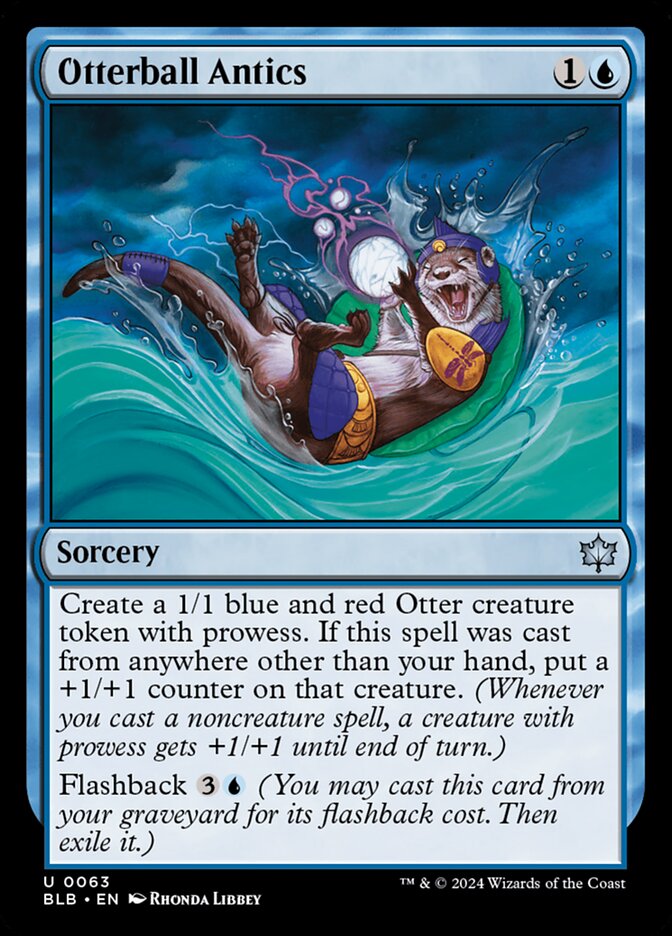 Otterball Antics
1
Sorcery
Create a 1/1 blue and red Otter creature
token with prowess. If this spell was cast
from anywhere other than your hand, put a
+1/+1 counter on that creature. (Whenever
you cast a noncreature spell, a creature with
prowess gets +1/+1 until end of turn.)
Flashback 3 (You may cast this card from
your graveyard for its flashback cost. Then
exile it.)
U 0063
BLB • EN Rhonda Libbey
™ & © 2024 Wizards of the Coast